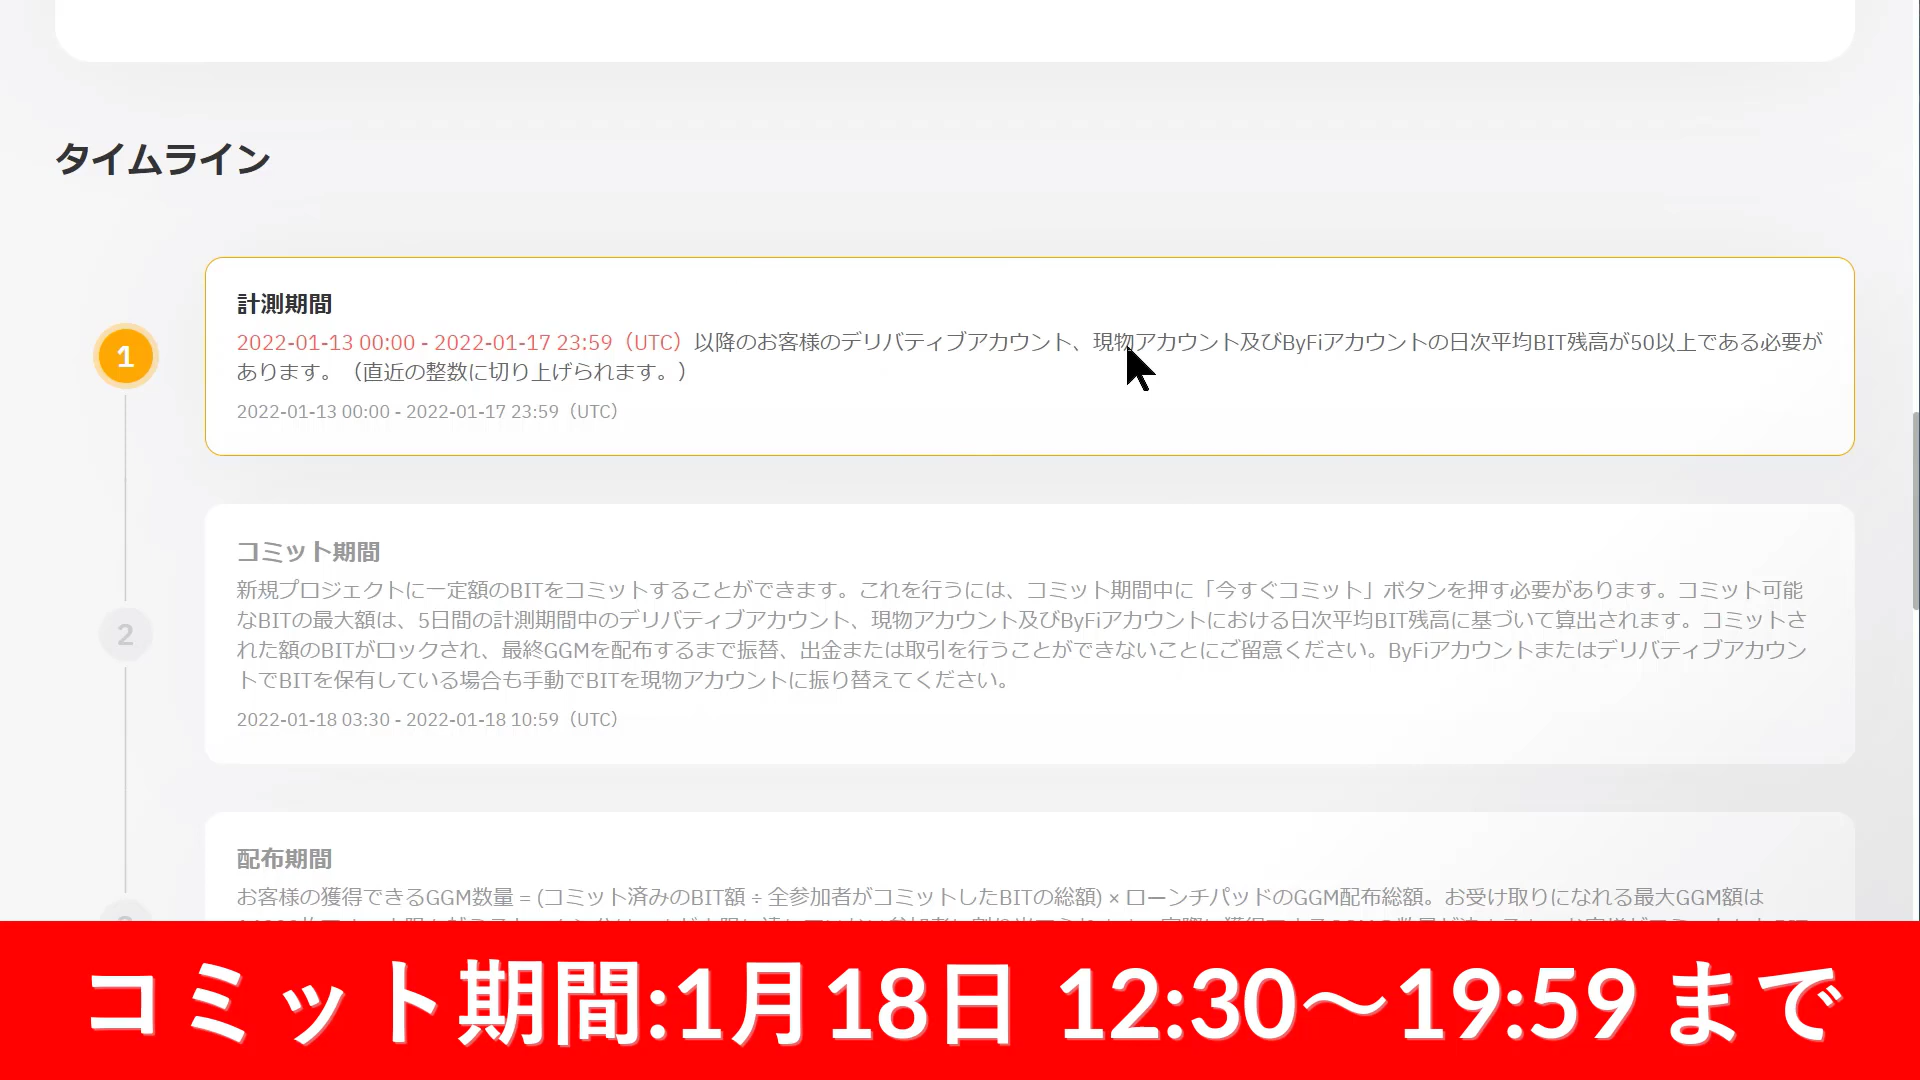 タイムライン
1
計測期間
2022-01-13 00:00 - 2022-01-17 23:59（UTC）以降のお客様のデリバティブアカウント、現物アカウント及びByFiアカウントの日次平均BIT残高が50以上である必要が
あります。（直近の整数に切り上げられます。）
2022-01-13 00:00 - 2022-01-17 23:59（UTC）
2
コミット期間
新規プロジェクトに一定額のBITをコミットすることができます。これを行うには、コミット期間中に「今すぐコミット」ボタンを押す必要があります。コミット可能
なBITの最大額は、5日間の計測期間中のデリバティブアカウント、現物アカウント及びByFiアカウントにおける日次平均BIT残高に基づいて算出されます。コミットさ
れた額のBITがロックされ、最終GGMを配布するまで振替、出金または取引を行うことができないことにご留意ください。ByFiアカウントまたはデリバティブアカウン
トでBITを保有している場合も手動でBITを現物アカウントに振り替えてください。
2022-01-18 03:30 - 2022-01-18 10:59（UTC）
配布期間
お客様の獲得できるGGM数量 = (コミット済みのBIT額 ÷ 全参加者がコミットしたBITの総額) × ローンチパッドのGGM配布総額。お受け取りになれる最大GGM額は
コミット期間:1月18日 12:30～19:59 まで